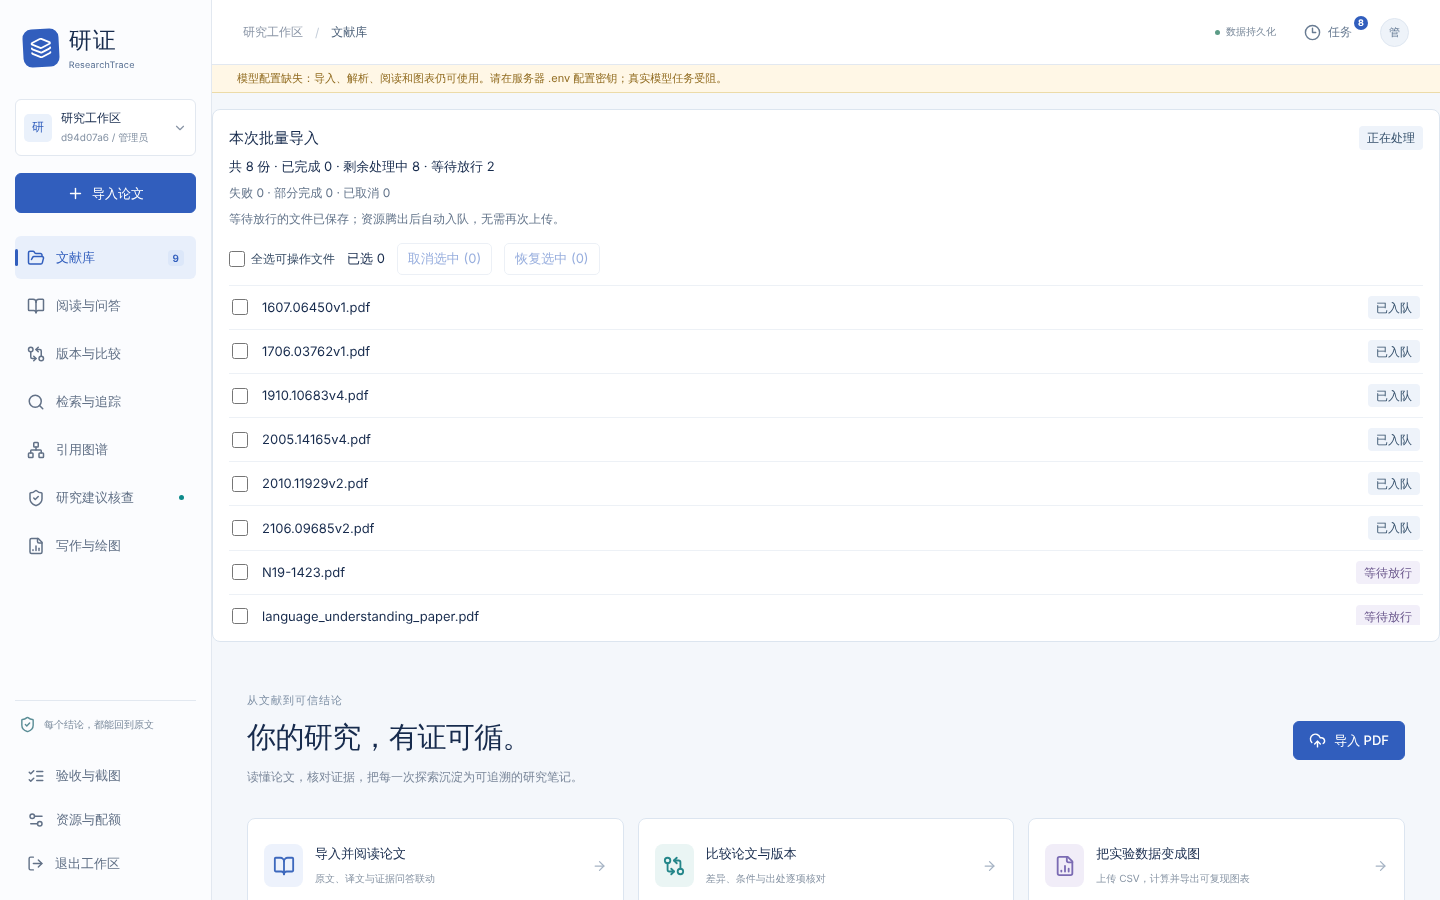 研证
ResearchTrace
研
研究工作区
d94d07a6 / 管理员
导入论文
文献库
9
阅读与问答
版本与比较
检索与追踪
引用图谱
研究建议核查
写作与绘图
每个结论，都能回到原文
验收与截图
资源与配额
退出工作区
研究工作区 / 文献库
数据持久化
任务
8
管
模型配置缺失：导入、解析、阅读和图表仍可使用。请在服务器 .env 配置密钥；真实模型任务受阻。
本次批量导入
正在处理
共 8 份 · 已完成 0 · 剩余处理中 8 · 等待放行 2
失败 0 · 部分完成 0 · 已取消 0
等待放行的文件已保存；资源腾出后自动入队，无需再次上传。
全选可操作文件 已选 0 取消选中 (0) 恢复选中 (0)
1607.06450v1.pdf 已入队
1706.03762v1.pdf 已入队
1910.10683v4.pdf 已入队
2005.14165v4.pdf 已入队
2010.11929v2.pdf 已入队
2106.09685v2.pdf 已入队
N19-1423.pdf 等待放行
language_understanding_paper.pdf 等待放行
从文献到可信结论
你的研究，有证可循。
读懂论文，核对证据，把每一次探索沉淀为可追溯的研究笔记。
导入 PDF
导入并阅读论文
原文、译文与证据问答联动
比较论文与版本
差异、条件与出处逐项核对
把实验数据变成图
上传 CSV，计算并导出可复现图表